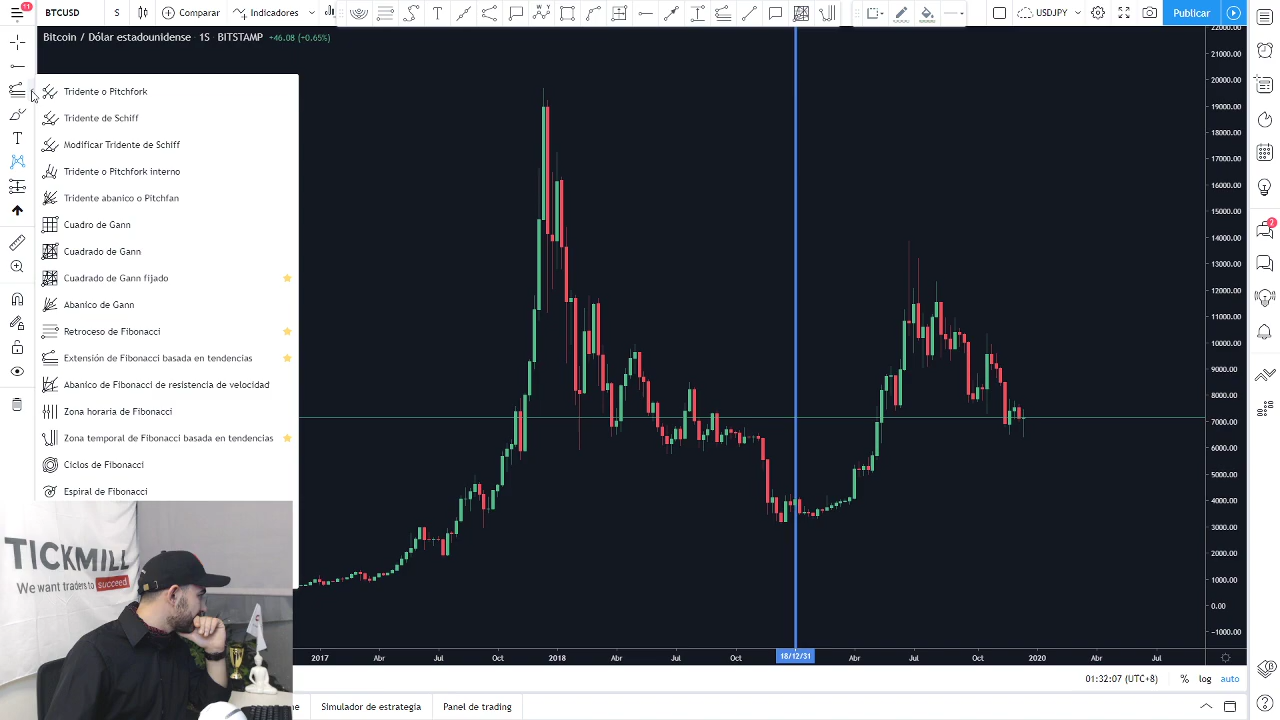 11
BTCUSD
S
Comparar
Indicadores
USDJPY
Publicar
Bitcoin / Dólar estadounidense · 1S · BITSTAMP +46.08 (+0.65%)
Tridente o Pitchfork
Tridente de Schiff
Modificar Tridente de Schiff
Tridente o Pitchfork interno
Tridente abanico o Pitchfan
Cuadro de Gann
Cuadrado de Gann
Cuadrado de Gann fijado
Abanico de Gann
Retroceso de Fibonacci
Extensión de Fibonacci basada en tendencias
Abanico de Fibonacci de resistencia de velocidad
Zona horaria de Fibonacci
Zona temporal de Fibonacci basada en tendencias
Ciclos de Fibonacci
Espiral de Fibonacci
22000.00
21000.00
20000.00
19000.00
18000.00
17000.00
16000.00
15000.00
14000.00
13000.00
12000.00
11000.00
10000.00
9000.00
8000.00
7000.00
6000.00
5000.00
4000.00
3000.00
2000.00
1000.00
0.00
-1000.00
2
TICKMILL
We want traders to succeed
2017
Abr
Jul
Oct
2018
Abr
Jul
Oct
18/12/31
Abr
Jul
Oct
2020
Abr
Jul
01:32:07 (UTC+8)
%
log
auto
Simulador de estrategia
Panel de trading